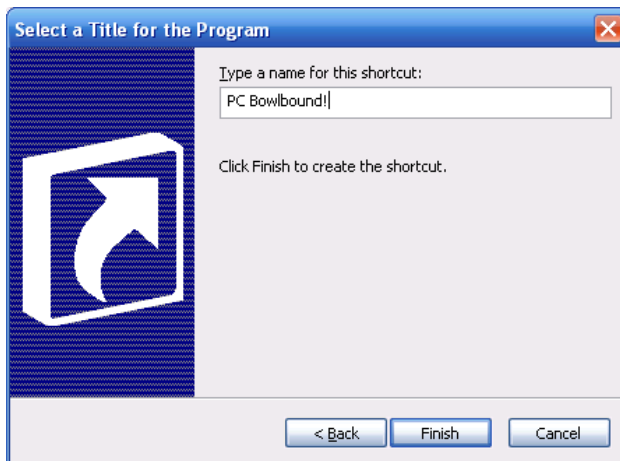 Select a Title for the Program
Type a name for this shortcut:
PC Bowlbound!
Click Finish to create the shortcut.
< Back
Finish
Cancel